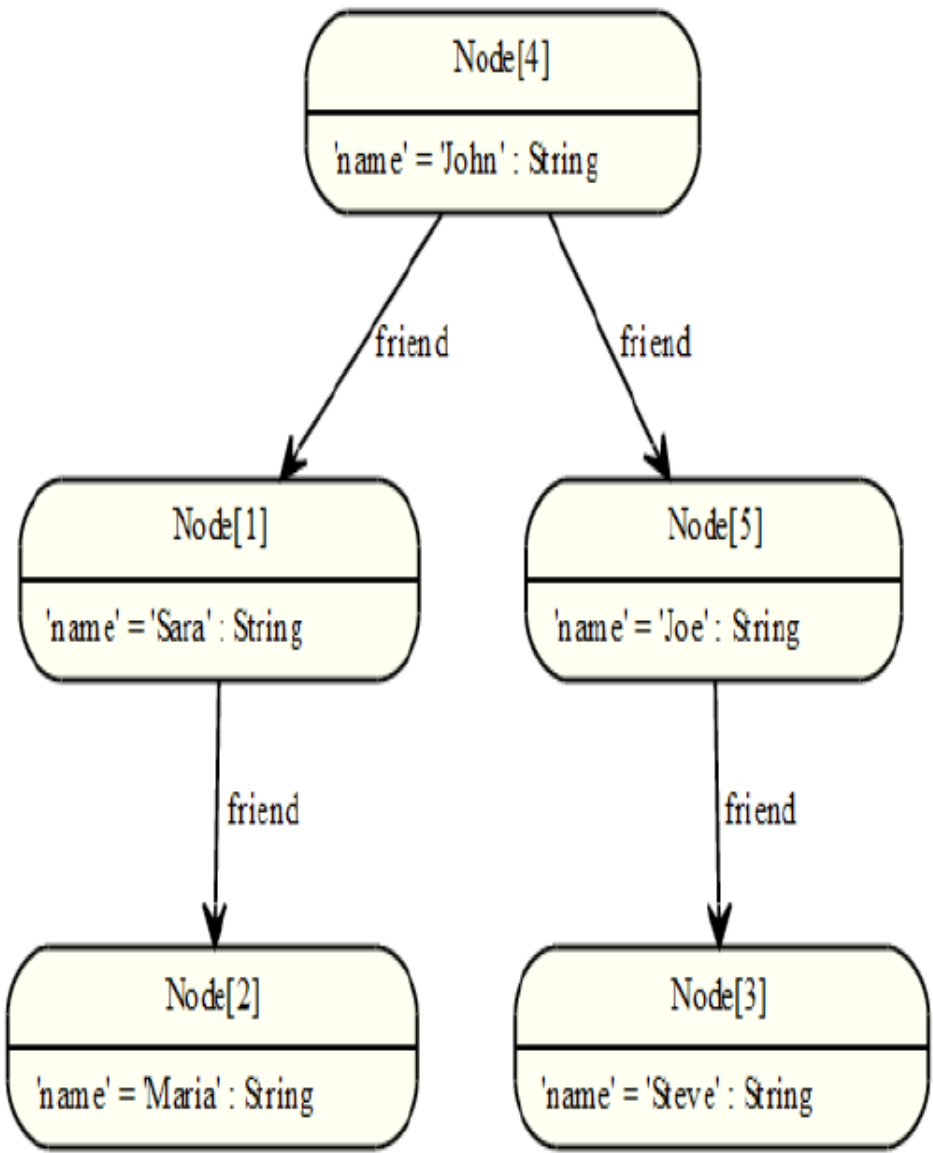 Node[4]
'name' = 'John' : String
friend
friend
Node[1]
'name' = 'Sara' : String
Node[5]
'name' = 'Joe' : String
friend
friend
Node[2]
'name' = 'Maria' : String
Node[3]
'name' = 'Steve' : String